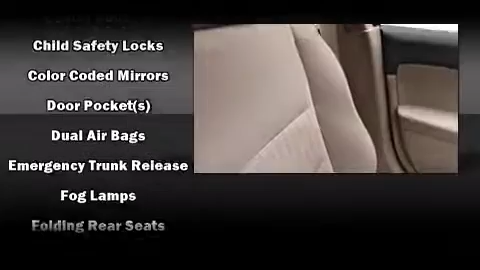 Child Safety Locks
Color Coded Mirrors
Door Pocket(s)
Dual Air Bags
Emergency Trunk Release
Fog Lamps
Folding Rear Seats